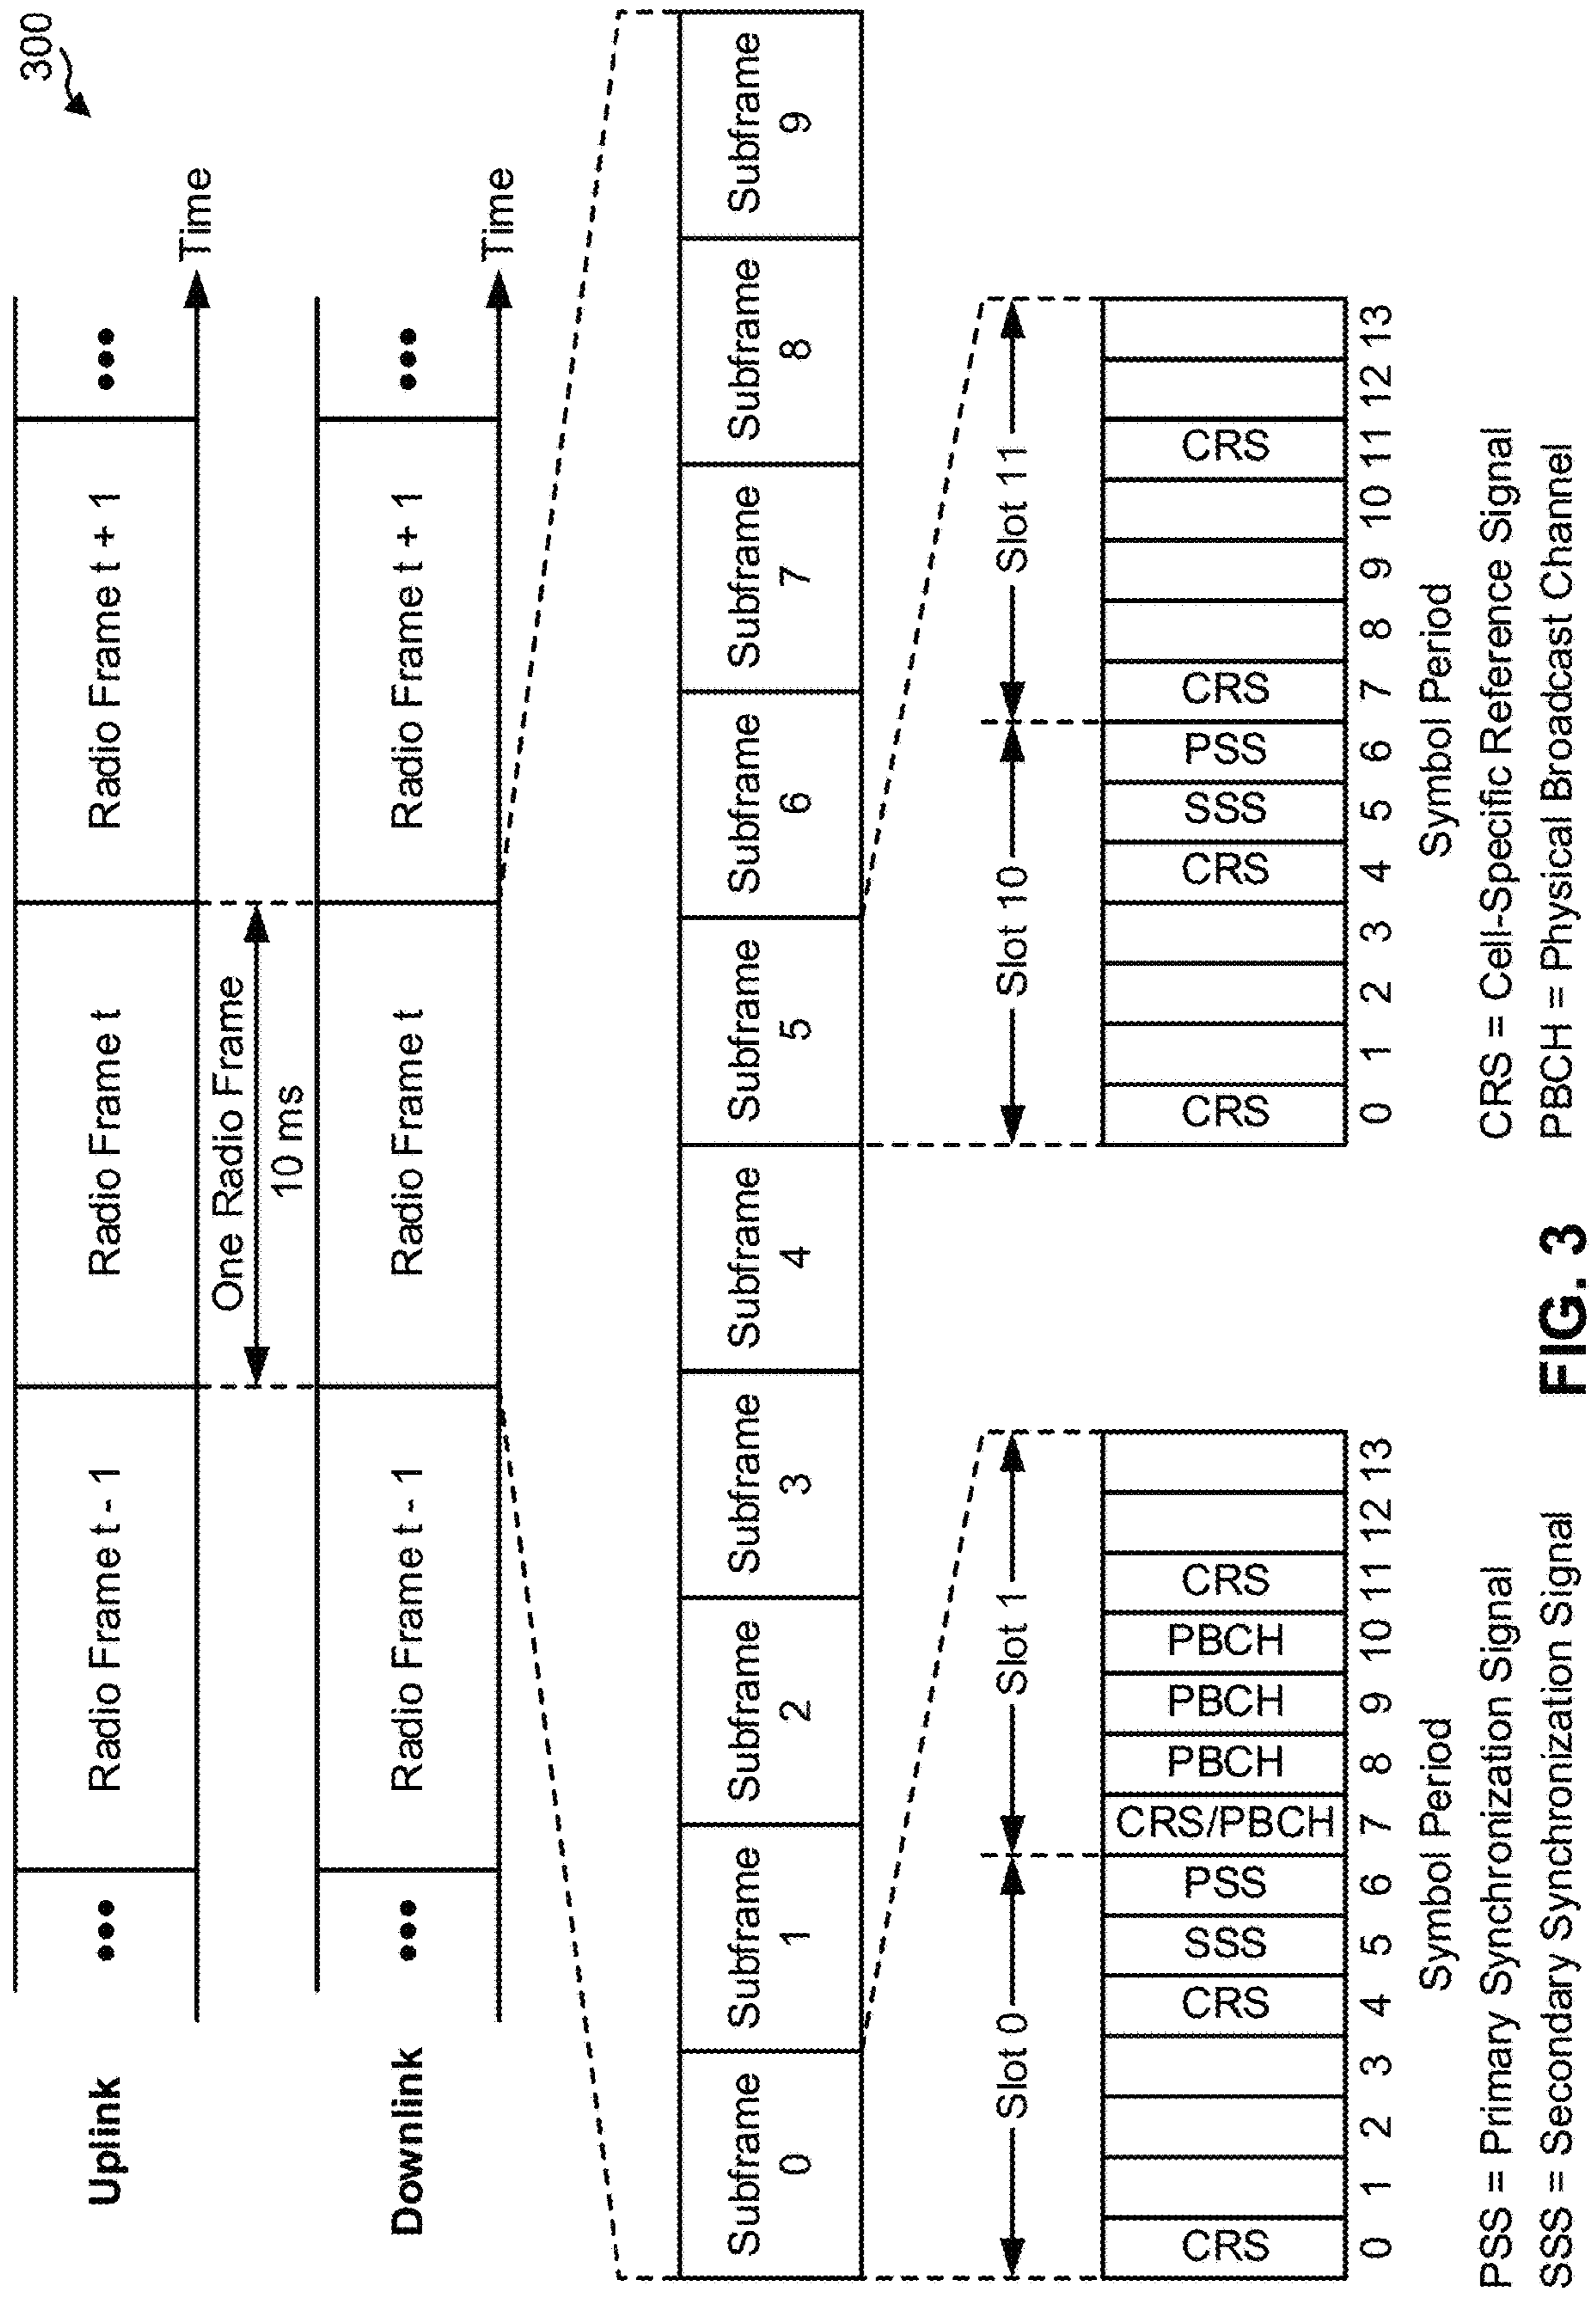 300
Uplink
••• Radio Frame t - 1 Radio Frame t Radio Frame t + 1 •••
Time
One Radio Frame
10 ms
Downlink
••• Radio Frame t - 1 Radio Frame t Radio Frame t + 1 •••
Time
Subframe Subframe Subframe Subframe Subframe Subframe Subframe Subframe Subframe Subframe
0 1 2 3 4 5 6 7 8 9
Slot 0 Slot 1
CRS CRS SSS PSS CRS/PBCH PBCH PBCH PBCH CRS
0 1 2 3 4 5 6 7 8 9 10 11 12 13
Symbol Period
Slot 10 Slot 11
CRS CRS SSS PSS CRS CRS
0 1 2 3 4 5 6 7 8 9 10 11 12 13
Symbol Period
PSS = Primary Synchronization Signal
SSS = Secondary Synchronization Signal
CRS = Cell-Specific Reference Signal
PBCH = Physical Broadcast Channel
FIG. 3